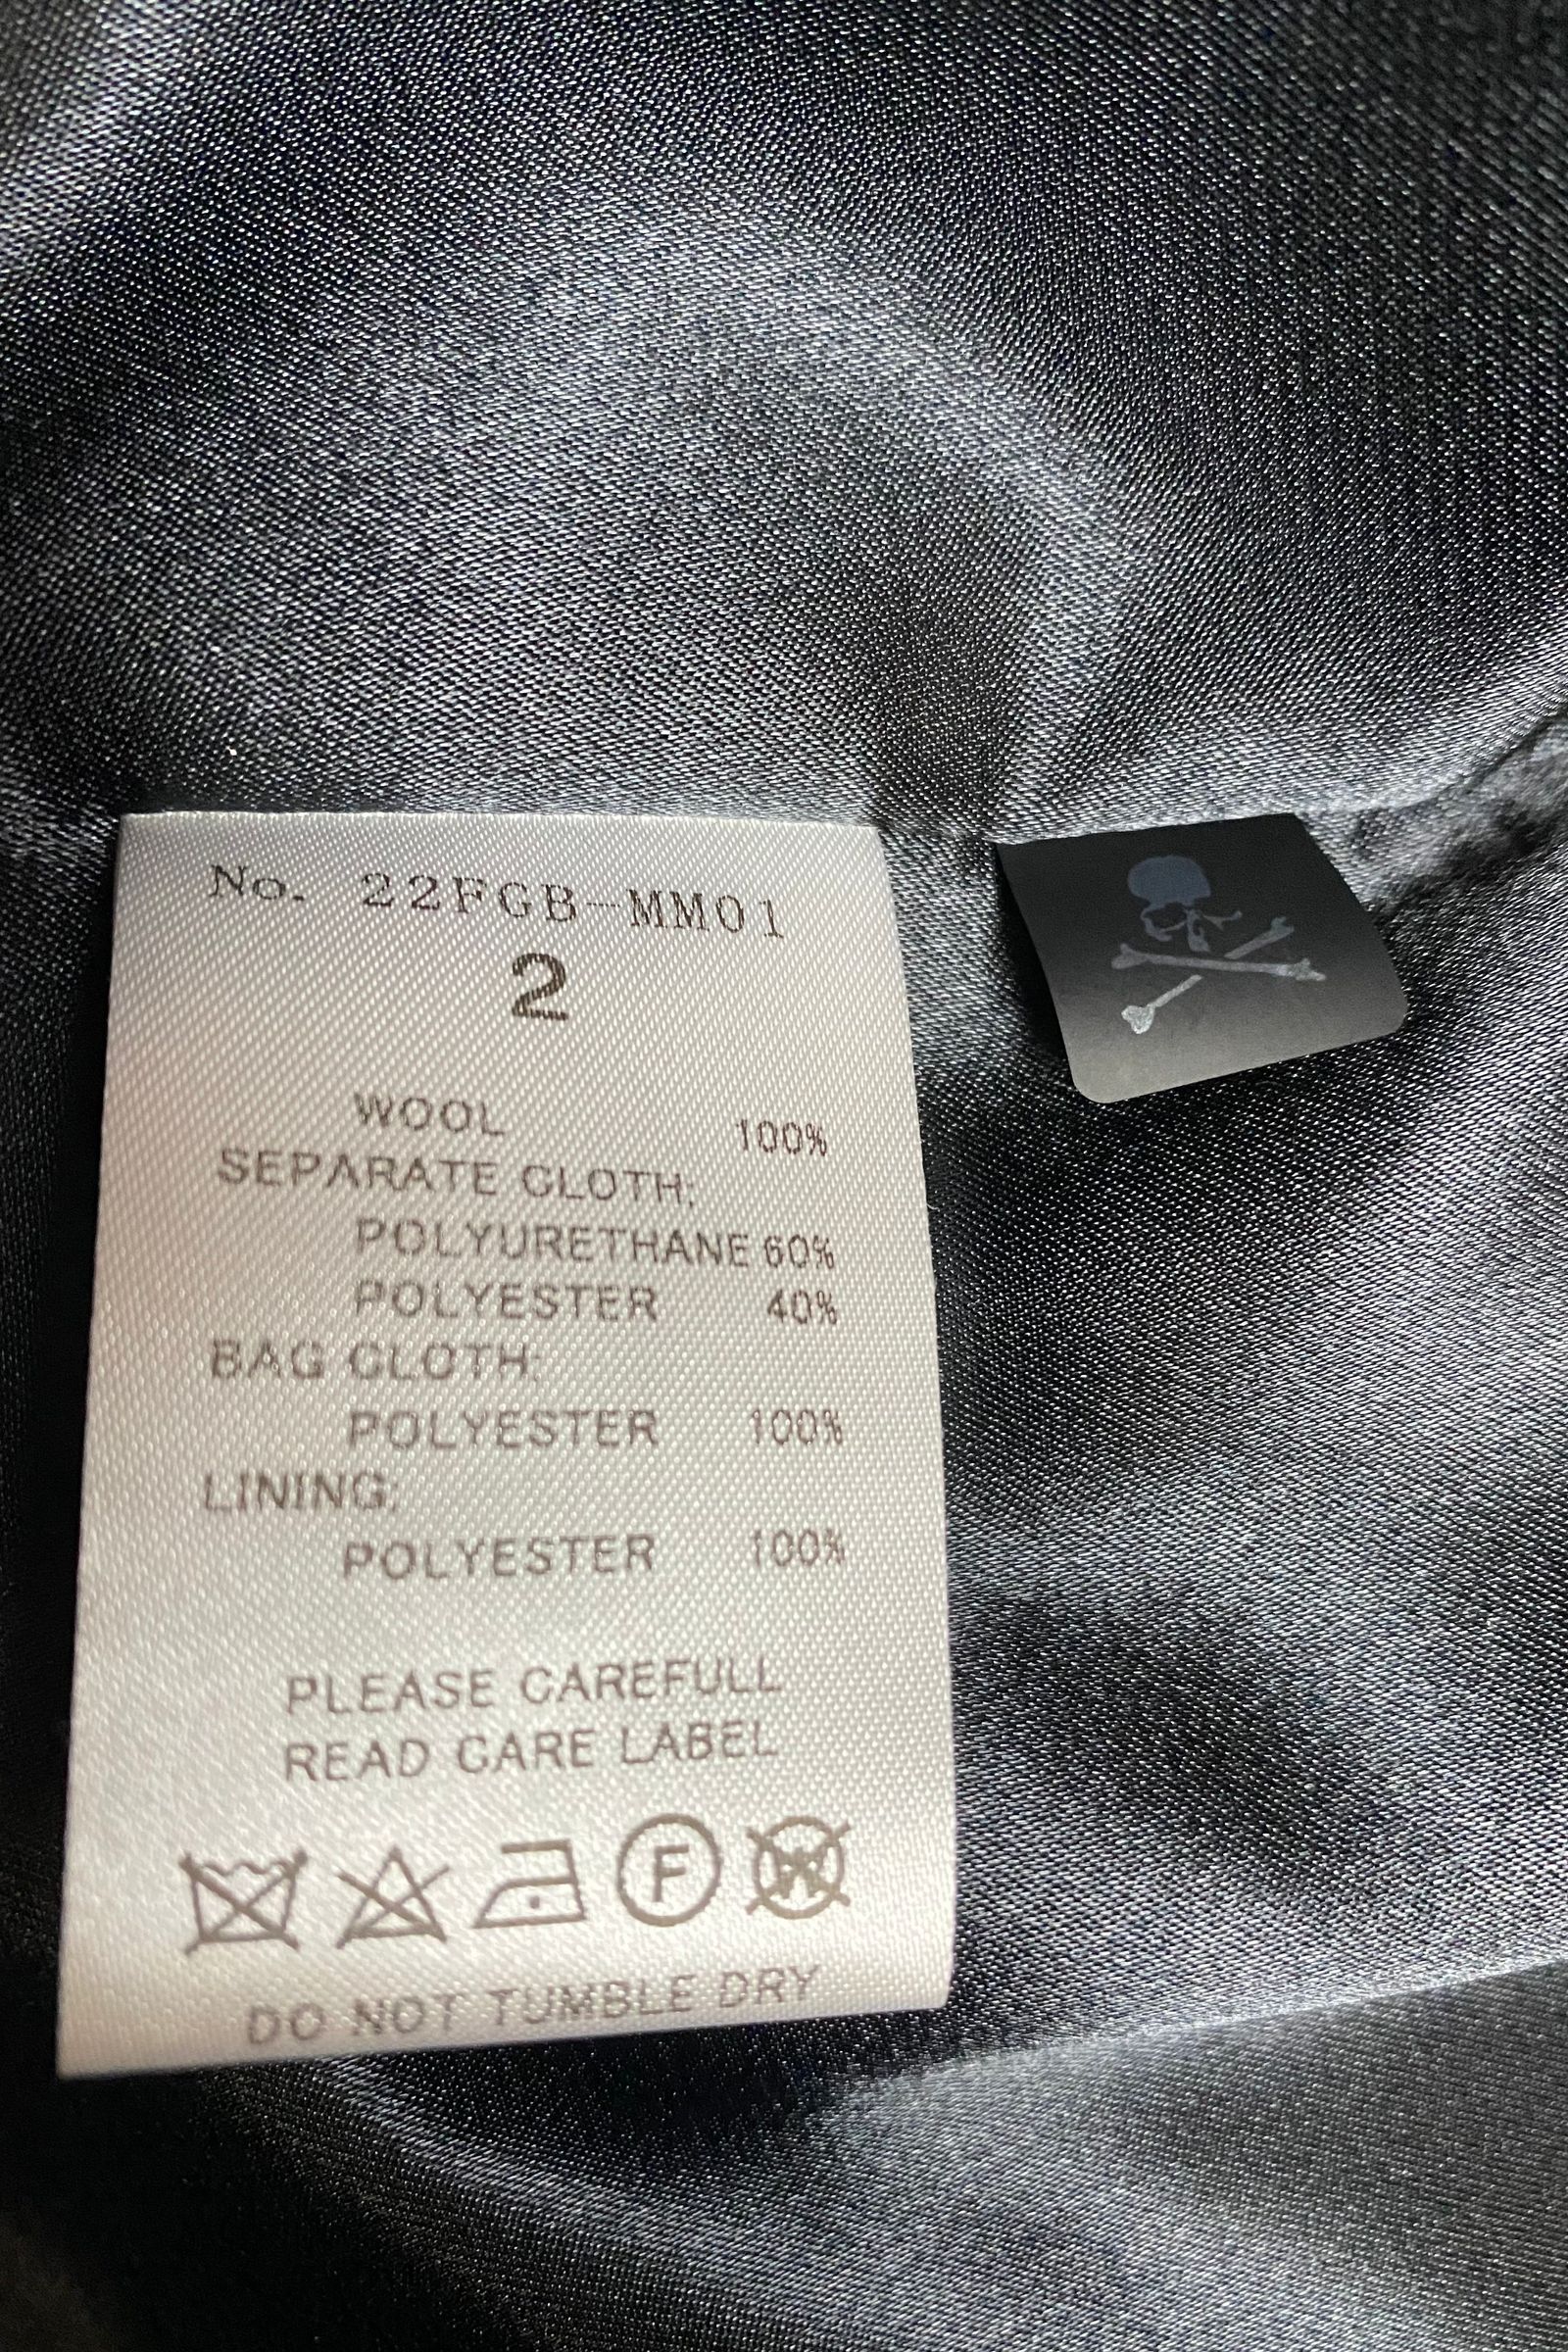 No. 22FGB-MM01
2
WOOL 100%
SEPARATE CLOTH;
POLYURETHANE 60%
POLYESTER 40%
BAG CLOTH:
POLYESTER 100%
LINING;
POLYESTER 100%
PLEASE CAREFULL
READ CARE LABEL
F W
DO NOT TUMBLE DRY